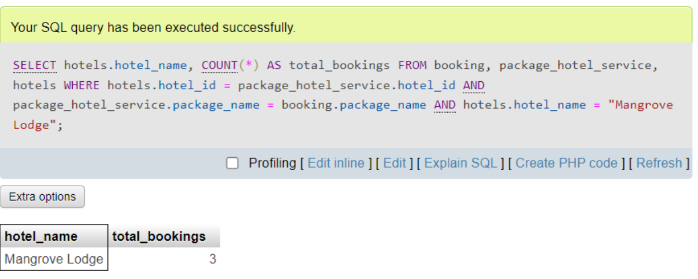 Your SQL query has been executed successfully.
SELECT hotels.hotel_name, COUNT(*) AS total_bookings FROM booking, package_hotel_service,
hotels WHERE hotels.hotel_id = package_hotel_service.hotel_id AND
package_hotel_service.package_name = booking.package_name AND hotels.hotel_name = "Mangrove
Lodge";
Profiling [ Edit inline ] [ Edit ] [ Explain SQL ] [ Create PHP code ] [ Refresh ]
Extra options
hotel_name total_bookings
Mangrove Lodge 3